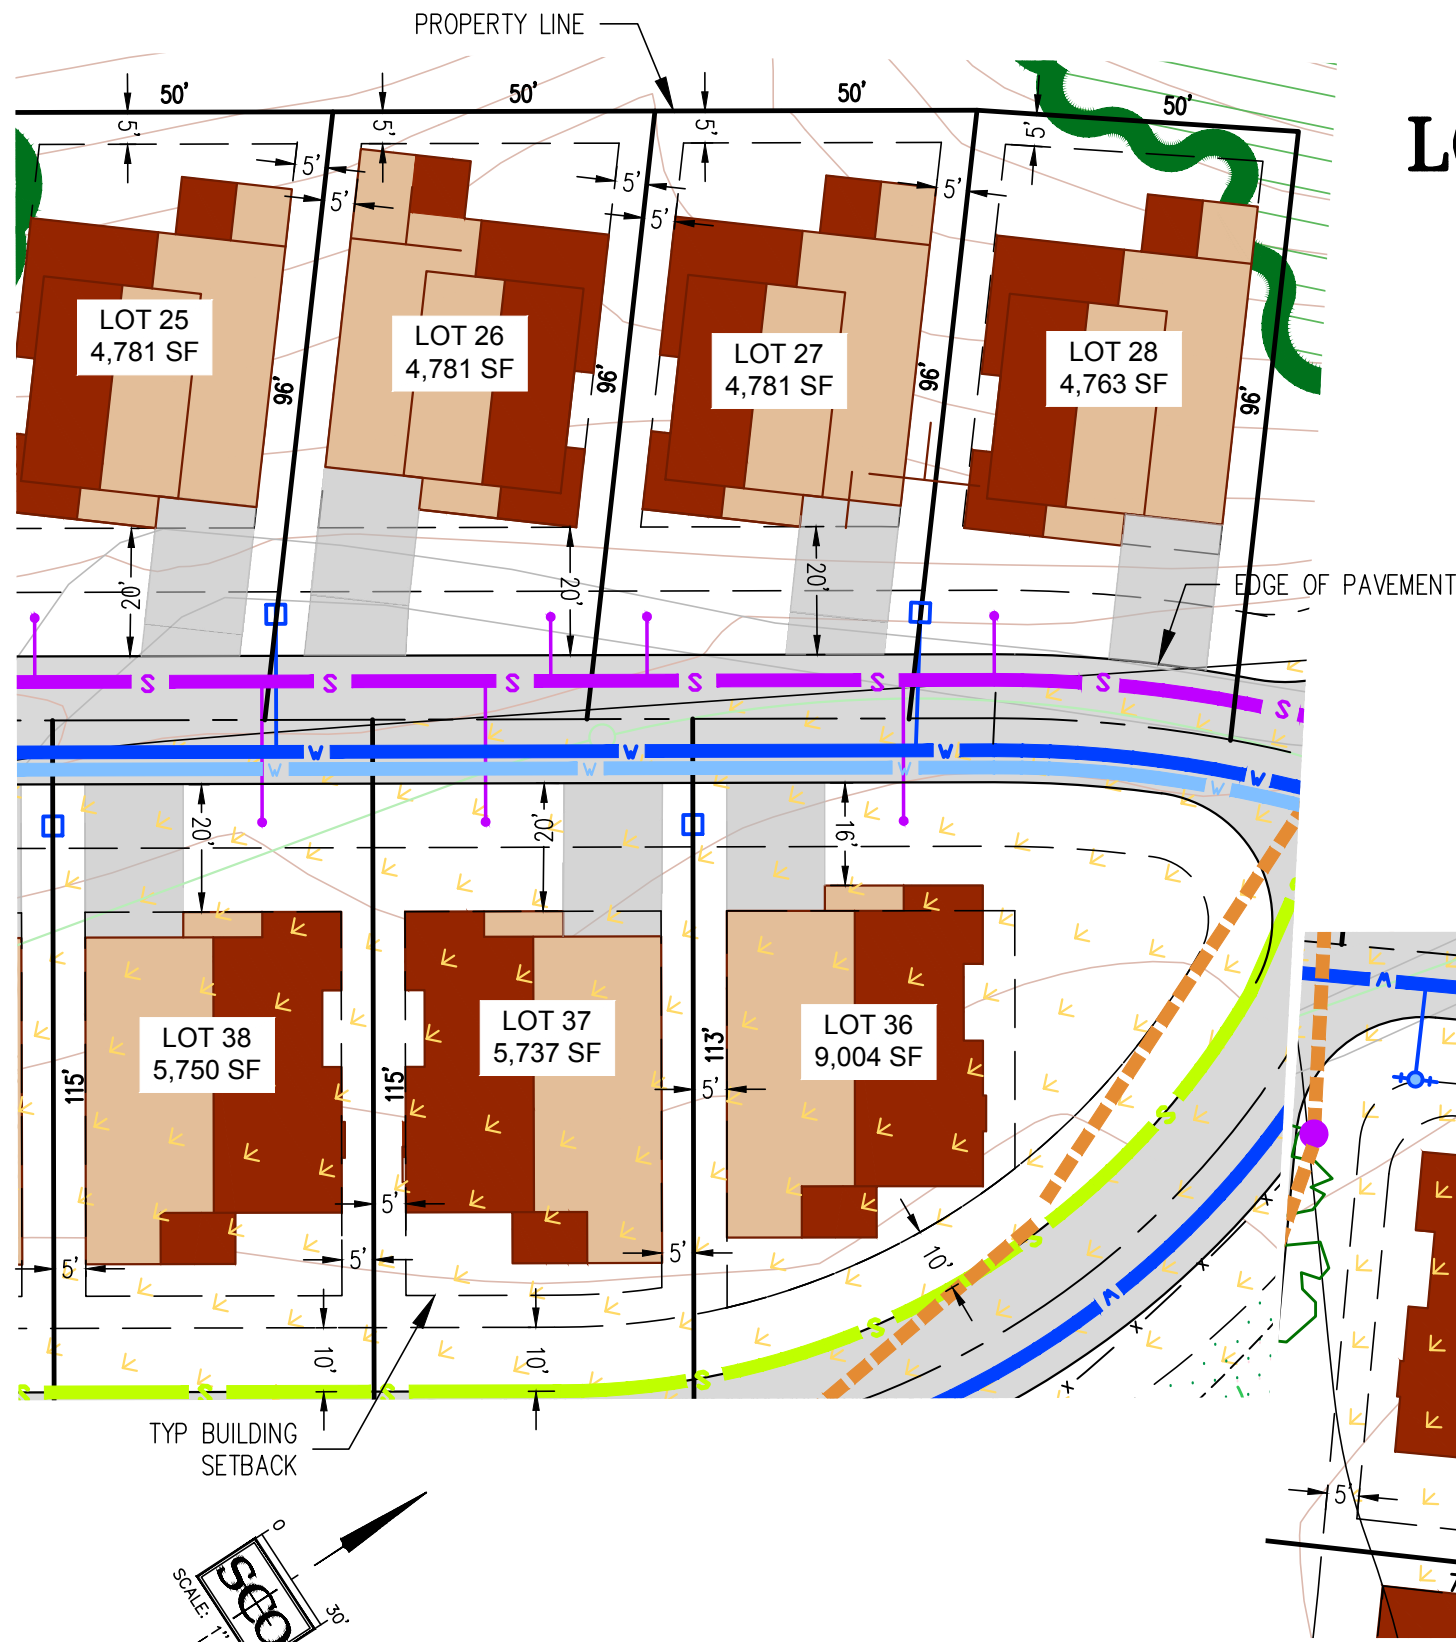 PROPERTY LINE
50'
50'
50'
50'
5'
5'
5'
5'
5'
5'
5'
5'
5'
LOT 25
4,781 SF
LOT 26
4,781 SF
LOT 27
4,781 SF
LOT 28
4,763 SF
96'
96'
96'
96'
20'
20'
20'
EDGE OF PAVEMENT
S
S
S
S
S
S
S
W
W
W
W
W
W
W
W
20'
20'
16'
LOT 38
5,750 SF
LOT 37
5,737 SF
LOT 36
9,004 SF
115'
115'
113'
5'
5'
5'
5'
5'
5'
10'
10'
10'
S
S
S
S
S
S
S
W
W
x
x
x
x
TYP BUILDING
SETBACK
0
30'
SCALE: 1"
SCO